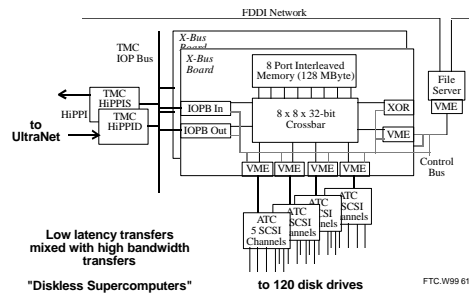 FDDI Network
TMC
IOP Bus
X-Bus
Board
X-Bus
Board
8 Port Interleaved
Memory (128 MByte)
File
Server
VME
TMC
HiPPIS
HiPPI
TMC
HiPPID
IOPB In
IOPB Out
8 x 8 x 32-bit
Crossbar
XOR
VME
to
UltraNet
VME VME VME VME
Control
Bus
ATC
5 SCSI
Channels
ATC
SCSI
annels
ATC
SCSI
annels
ATC
SCSI
annels
Low latency transfers
mixed with high bandwidth
transfers
"Diskless Supercomputers"
to 120 disk drives
FTC.W99 61